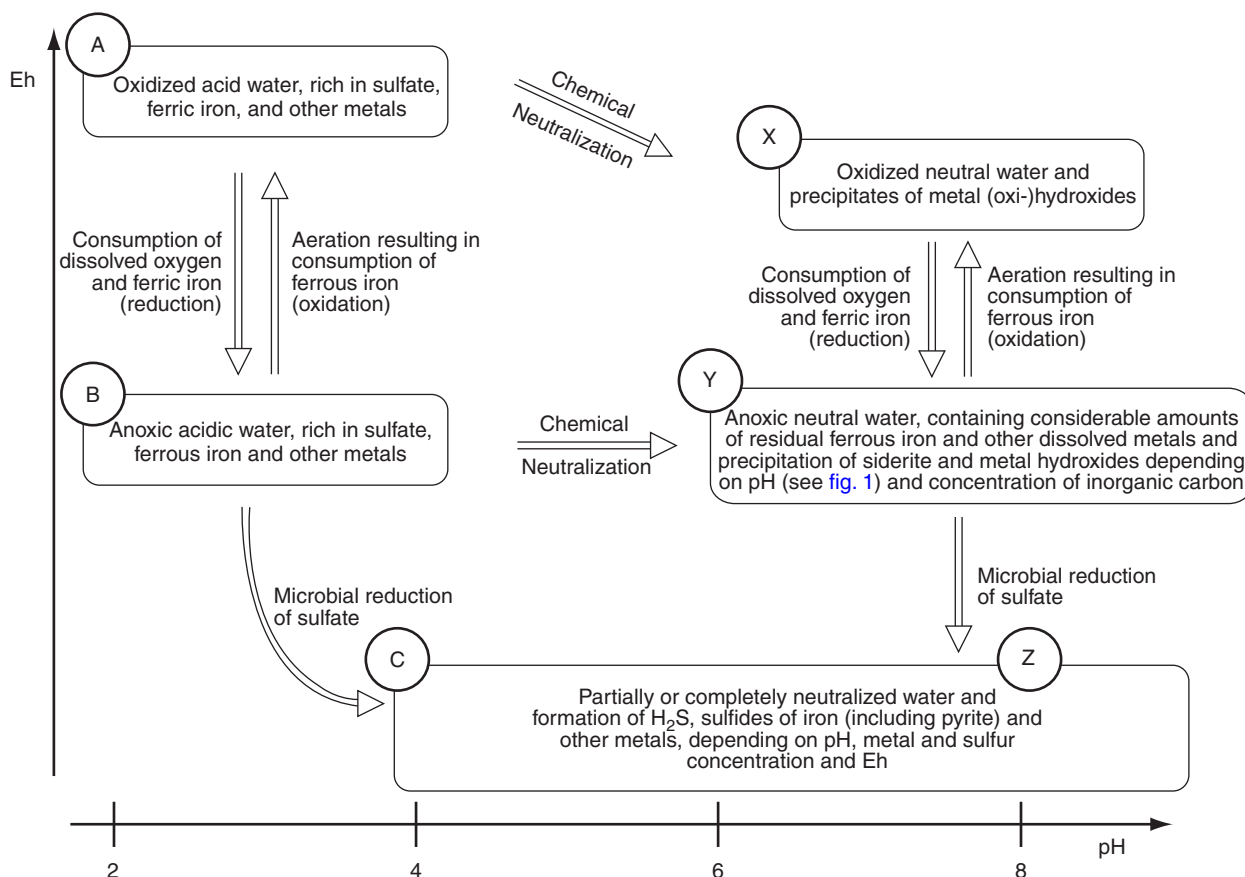 Eh
A
Oxidized acid water, rich in sulfate,
ferric iron, and other metals
Chemical
Neutralization
X
Oxidized neutral water and
precipitates of metal (oxi-)hydroxides
Consumption of
dissolved oxygen
and ferric iron
(reduction)
Aeration resulting in
consumption of
ferrous iron
(oxidation)
Consumption of
dissolved oxygen
and ferric iron
(reduction)
Aeration resulting in
consumption of
ferrous iron
(oxidation)
B
Anoxic acidic water, rich in sulfate,
ferrous iron and other metals
Chemical
Neutralization
Y
Anoxic neutral water, containing considerable amounts
of residual ferrous iron and other dissolved metals and
precipitation of siderite and metal hydroxides depending
on pH (see fig. 1) and concentration of inorganic carbon
Microbial reduction
of sulfate
Microbial reduction
of sulfate
C
Z
Partially or completely neutralized water and
formation of H₂S, sulfides of iron (including pyrite) and
other metals, depending on pH, metal and sulfur
concentration and Eh
pH
2
4
6
8